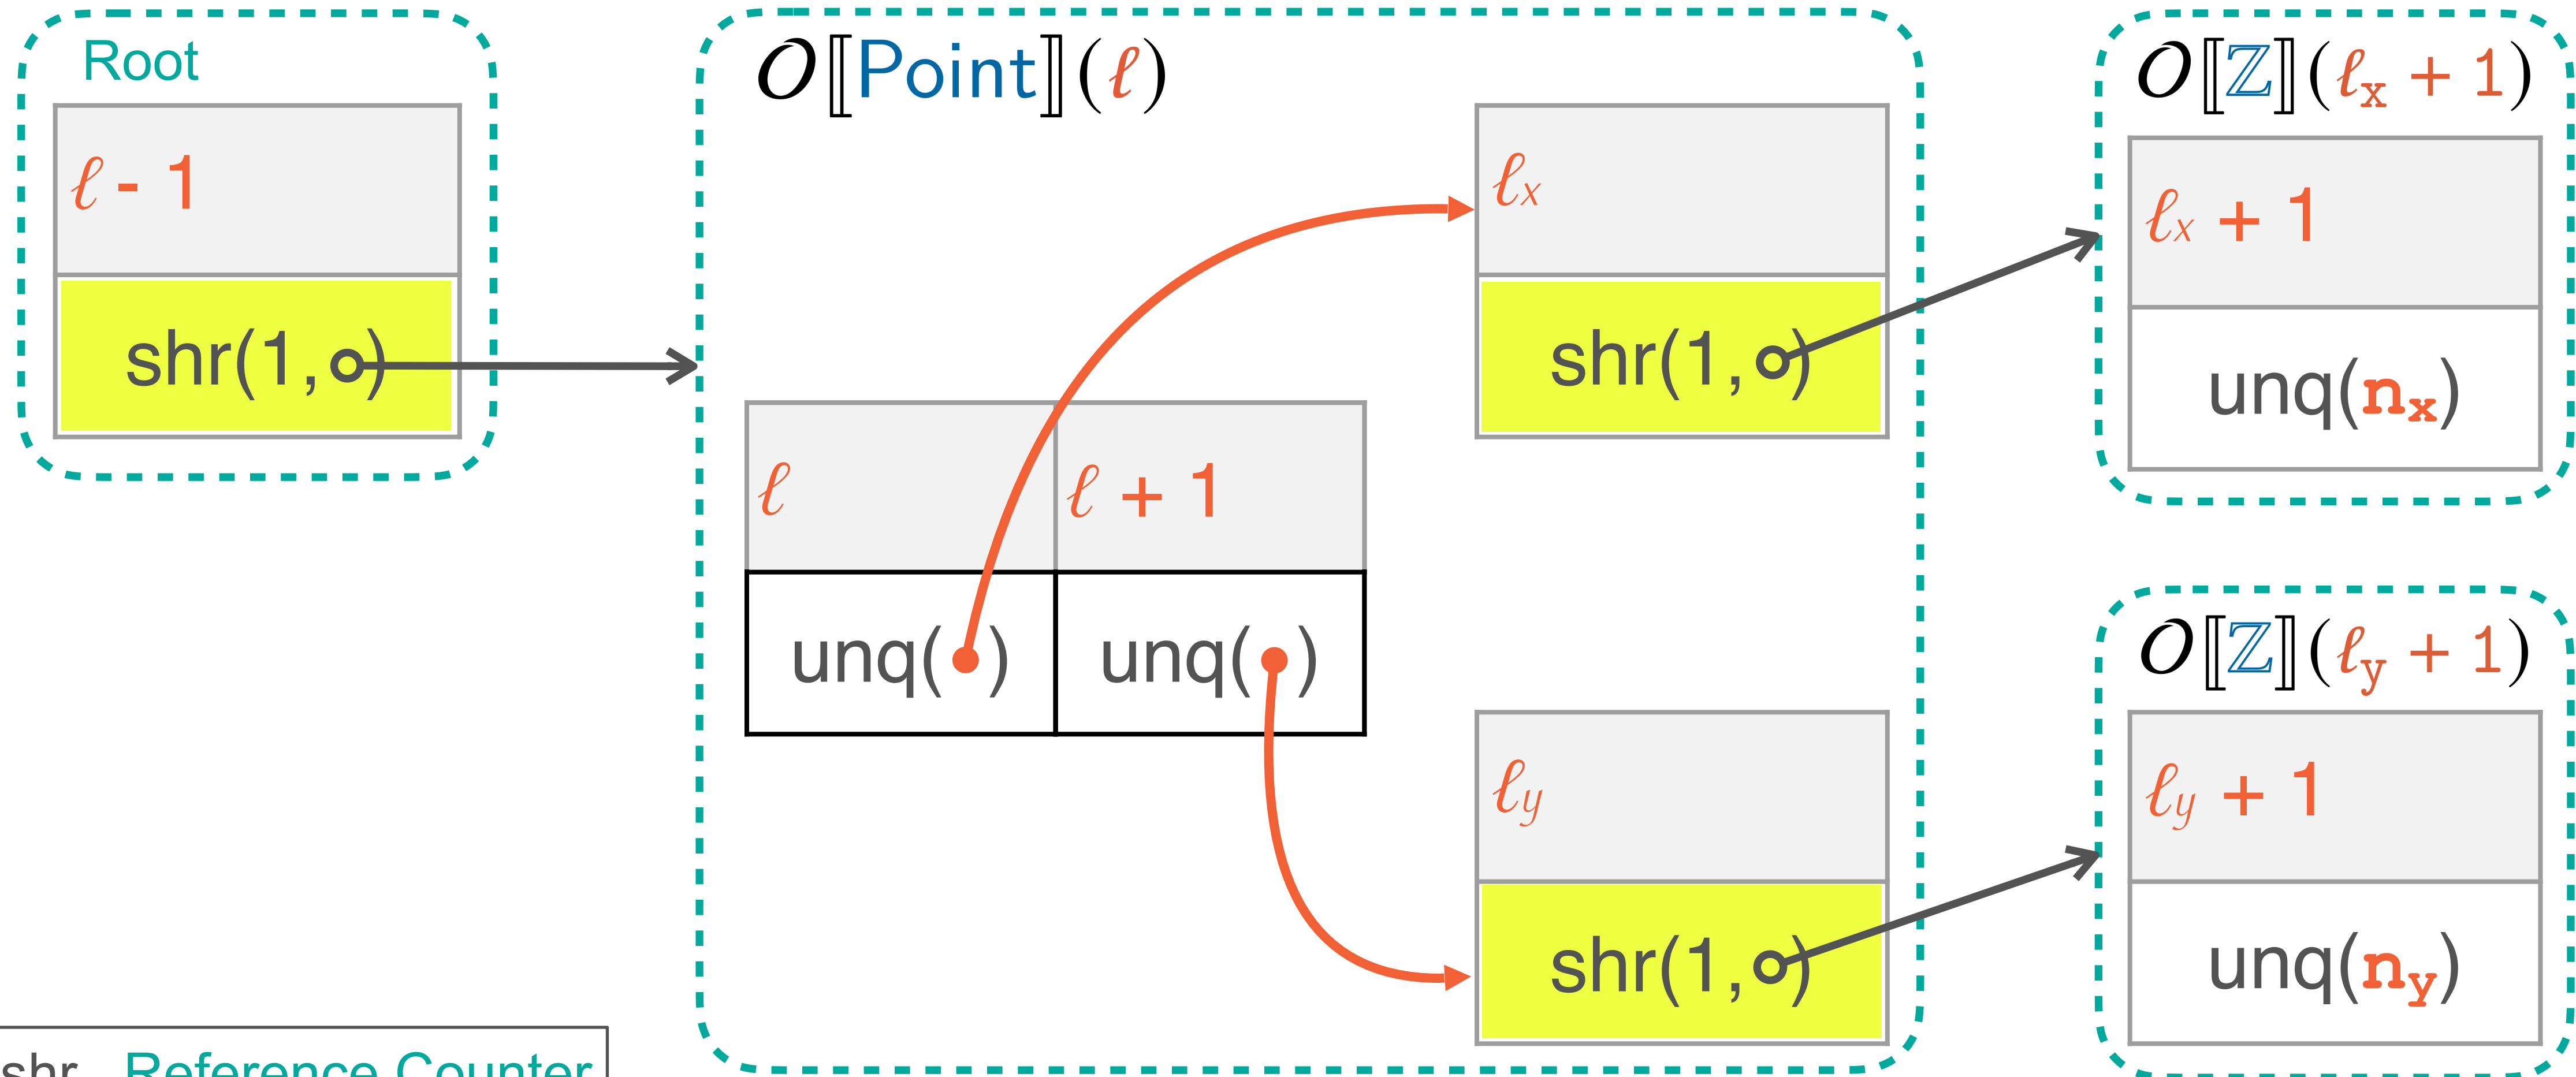 Root
ℓ - 1
shr(1, )
𝒪⟦Point⟧(ℓ)
ℓ
ℓ + 1
unq( )
unq( )
ℓx
shr(1, )
ℓy
shr(1, )
𝒪⟦ℤ⟧(ℓx + 1)
ℓx + 1
unq(nx)
𝒪⟦ℤ⟧(ℓy + 1)
ℓy + 1
unq(ny)
shr Reference Counter